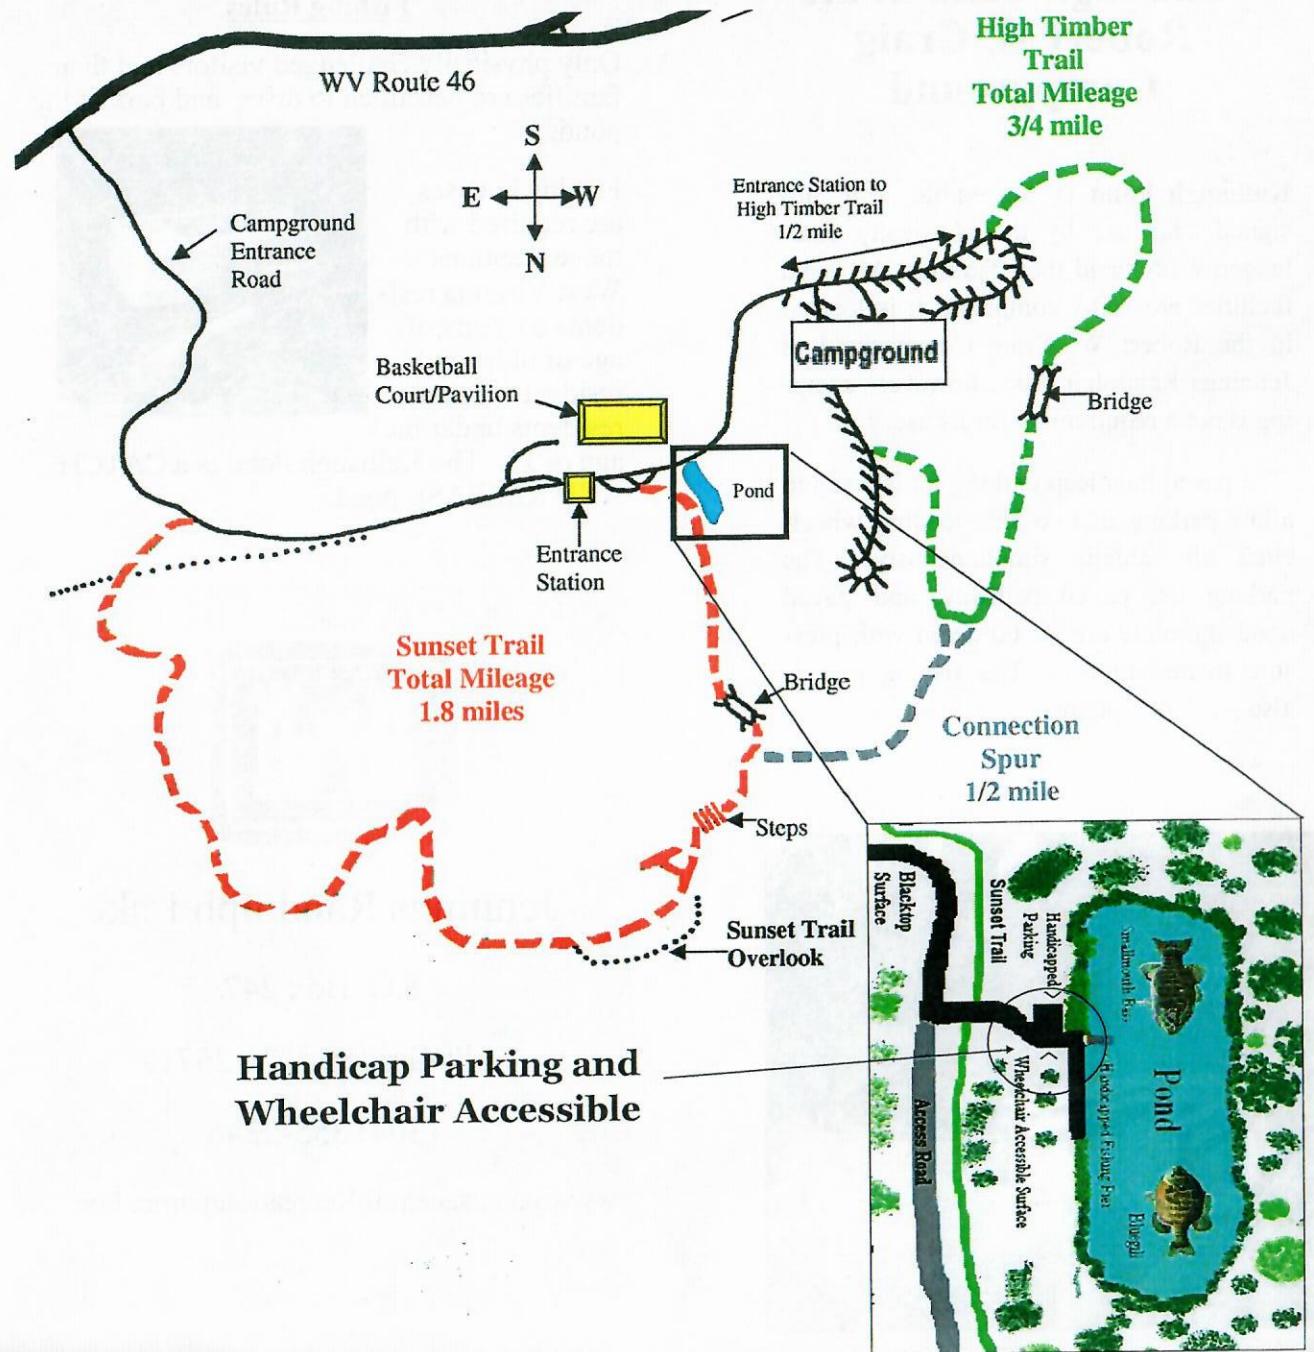 WV Route 46
High Timber
Trail
Total Mileage
3/4 mile
S
E
W
N
Entrance Station to
High Timber Trail
1/2 mile
Campground
Entrance
Road
Campground
Basketball
Court/Pavilion
Bridge
Pond
Entrance
Station
Sunset Trail
Total Mileage
1.8 miles
Bridge
Connection
Spur
1/2 mile
Steps
Sunset Trail
Overlook
Handicap Parking and
Wheelchair Accessible
Blacktop
Surface
Sunset Trail
Handicapped >
Parking
Smallmouth Bass
< Wheelchair Accessible Surface
Handicapped Fishing Pier
Pond
Bluegill
Access Road